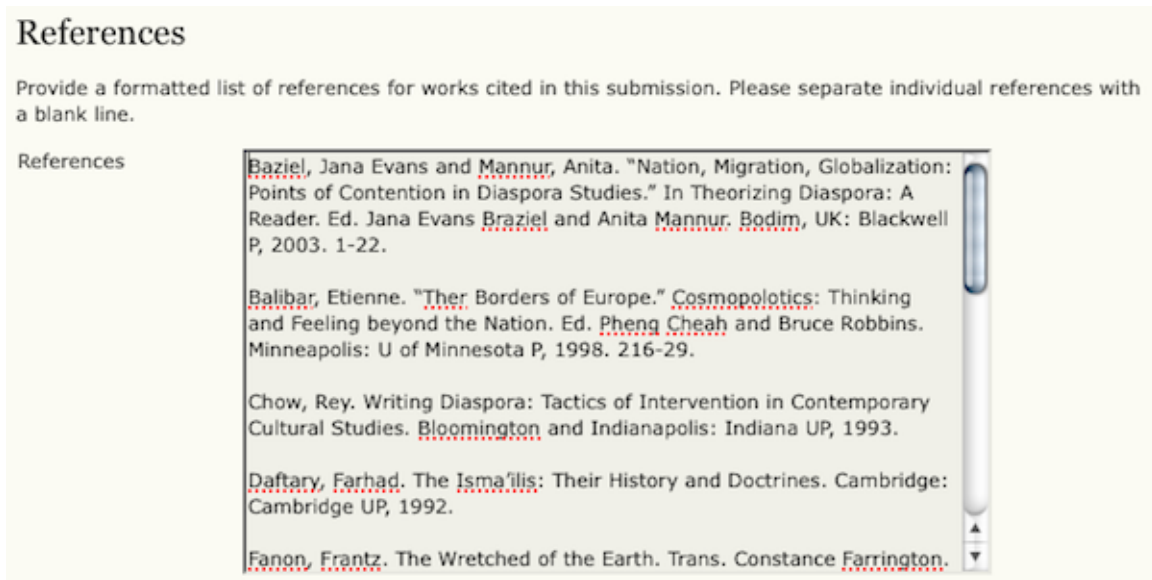 References
Provide a formatted list of references for works cited in this submission. Please separate individual references with
a blank line.
References
Baziel, Jana Evans and Mannur, Anita. “Nation, Migration, Globalization:
Points of Contention in Diaspora Studies.” In Theorizing Diaspora: A
Reader. Ed. Jana Evans Braziel and Anita Mannur. Bodim, UK: Blackwell
P, 2003. 1-22.
Balibar, Etienne. “Ther Borders of Europe.” Cosmopolotics: Thinking
and Feeling beyond the Nation. Ed. Pheng Cheah and Bruce Robbins.
Minneapolis: U of Minnesota P, 1998. 216-29.
Chow, Rey. Writing Diaspora: Tactics of Intervention in Contemporary
Cultural Studies. Bloomington and Indianapolis: Indiana UP, 1993.
Daftary, Farhad. The Isma’ilis: Their History and Doctrines. Cambridge:
Cambridge UP, 1992.
Fanon, Frantz. The Wretched of the Earth. Trans. Constance Farrington.